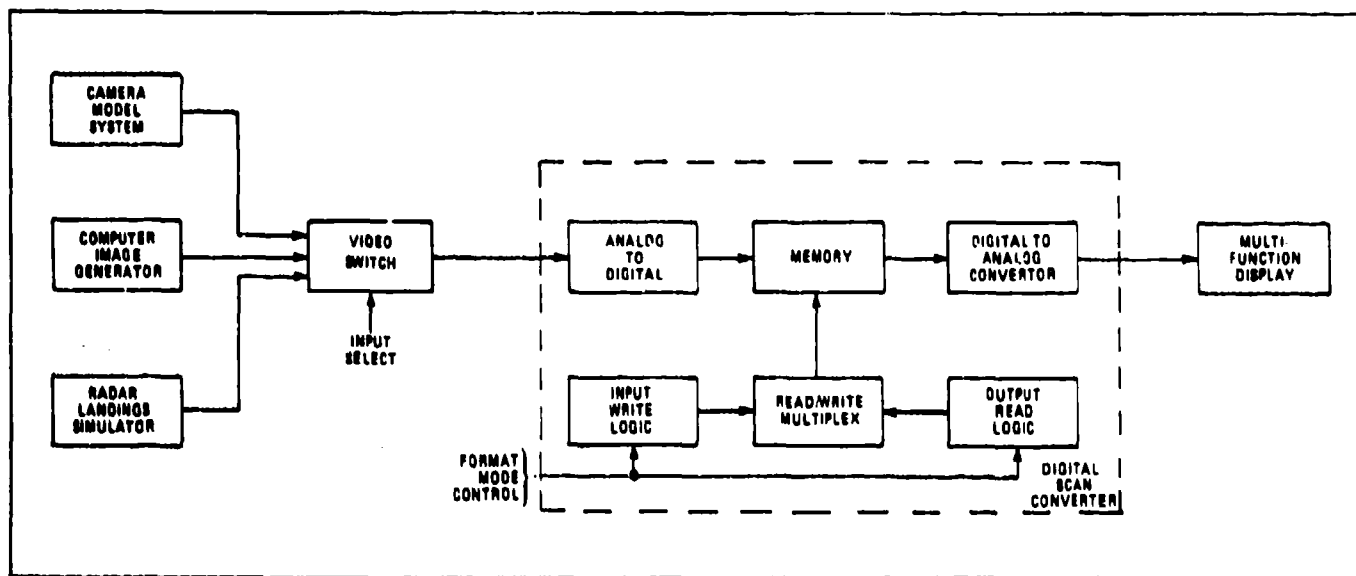 CAMERA
MODEL
SYSTEM
COMPUTER
IMAGE
GENERATOR
RADAR
LANDINGS
SIMULATOR
VIDEO
SWITCH
INPUT
SELECT
ANALOG
TO
DIGITAL
MEMORY
DIGITAL TO
ANALOG
CONVERTOR
MULTI-
FUNCTION
DISPLAY
INPUT
WRITE
LOGIC
READ/WRITE
MULTIPLEX
OUTPUT
READ
LOGIC
FORMAT
MODE
CONTROL
DIGITAL
SCAN
CONVERTER